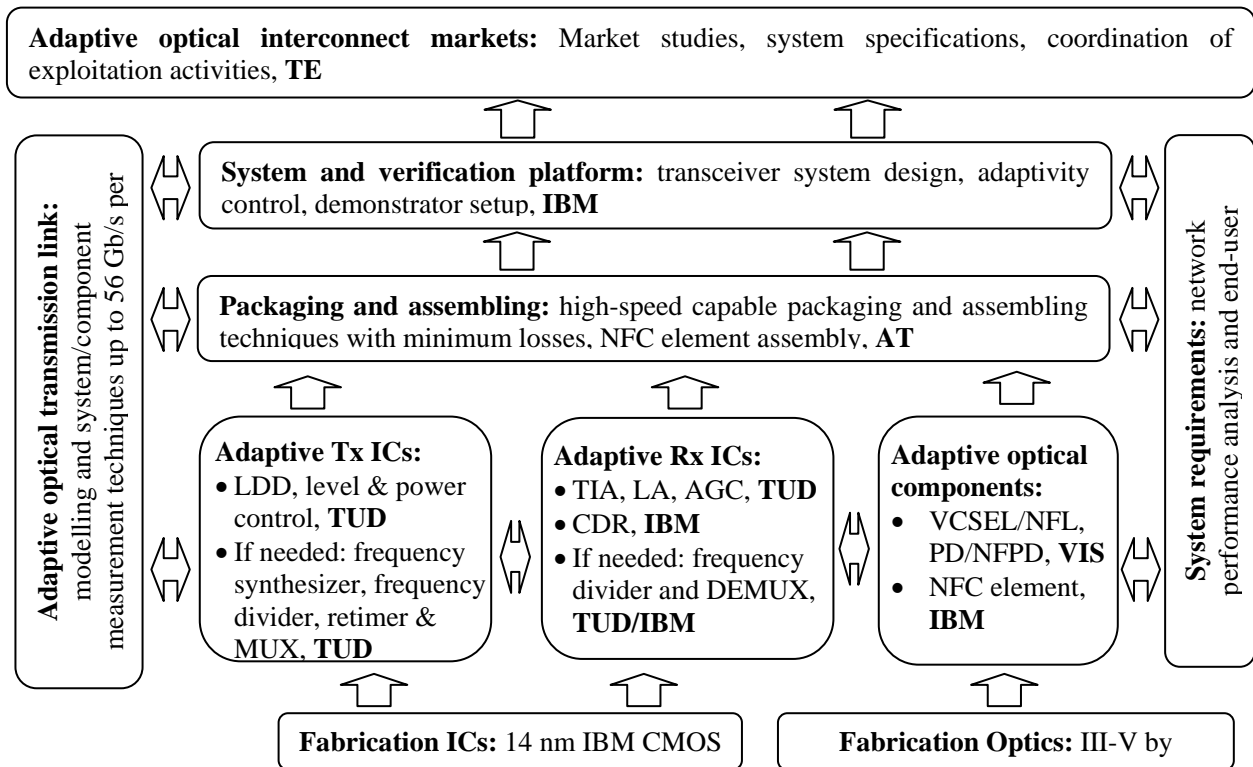 Adaptive optical interconnect markets: Market studies, system specifications, coordination of
exploitation activities, TE
Adaptive optical transmission link:
modelling and system/component
measurement techniques up to 56 Gb/s per
System and verification platform: transceiver system design, adaptivity
control, demonstrator setup, IBM
Packaging and assembling: high-speed capable packaging and assembling
techniques with minimum losses, NFC element assembly, AT
System requirements: network
performance analysis and end-user
Adaptive Tx ICs:
• LDD, level & power
control, TUD
• If needed: frequency
synthesizer, frequency
divider, retimer &
MUX, TUD
Adaptive Rx ICs:
• TIA, LA, AGC, TUD
• CDR, IBM
• If needed: frequency
divider and DEMUX,
TUD/IBM
Adaptive optical
components:
• VCSEL/NFL,
PD/NFPD, VIS
• NFC element,
IBM
Fabrication ICs: 14 nm IBM CMOS
Fabrication Optics: III-V by